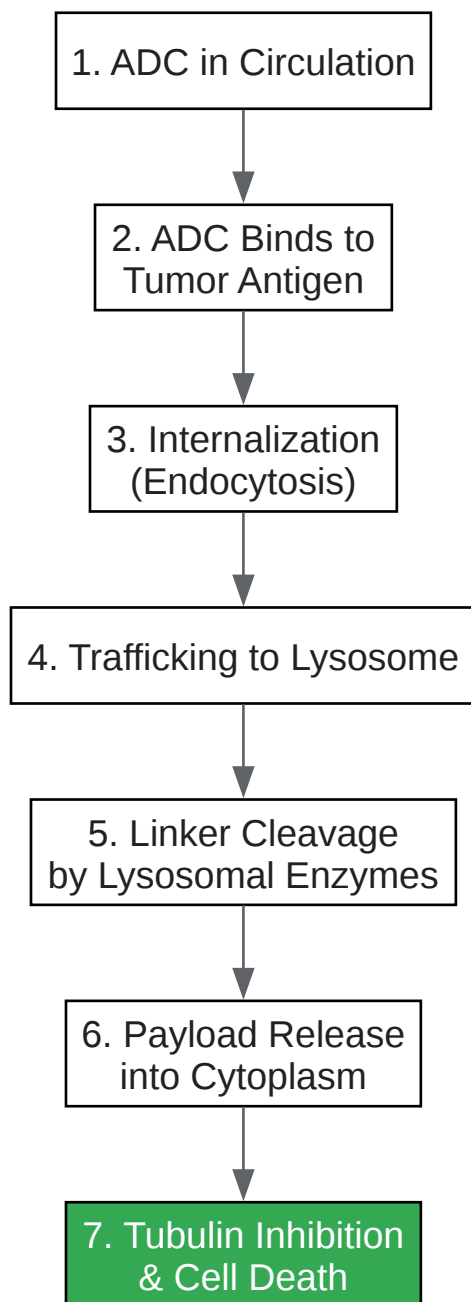 1. ADC in Circulation
2. ADC Binds to
Tumor Antigen
3. Internalization
(Endocytosis)
4. Trafficking to Lysosome
5. Linker Cleavage
by Lysosomal Enzymes
6. Payload Release
into Cytoplasm
7. Tubulin Inhibition
& Cell Death